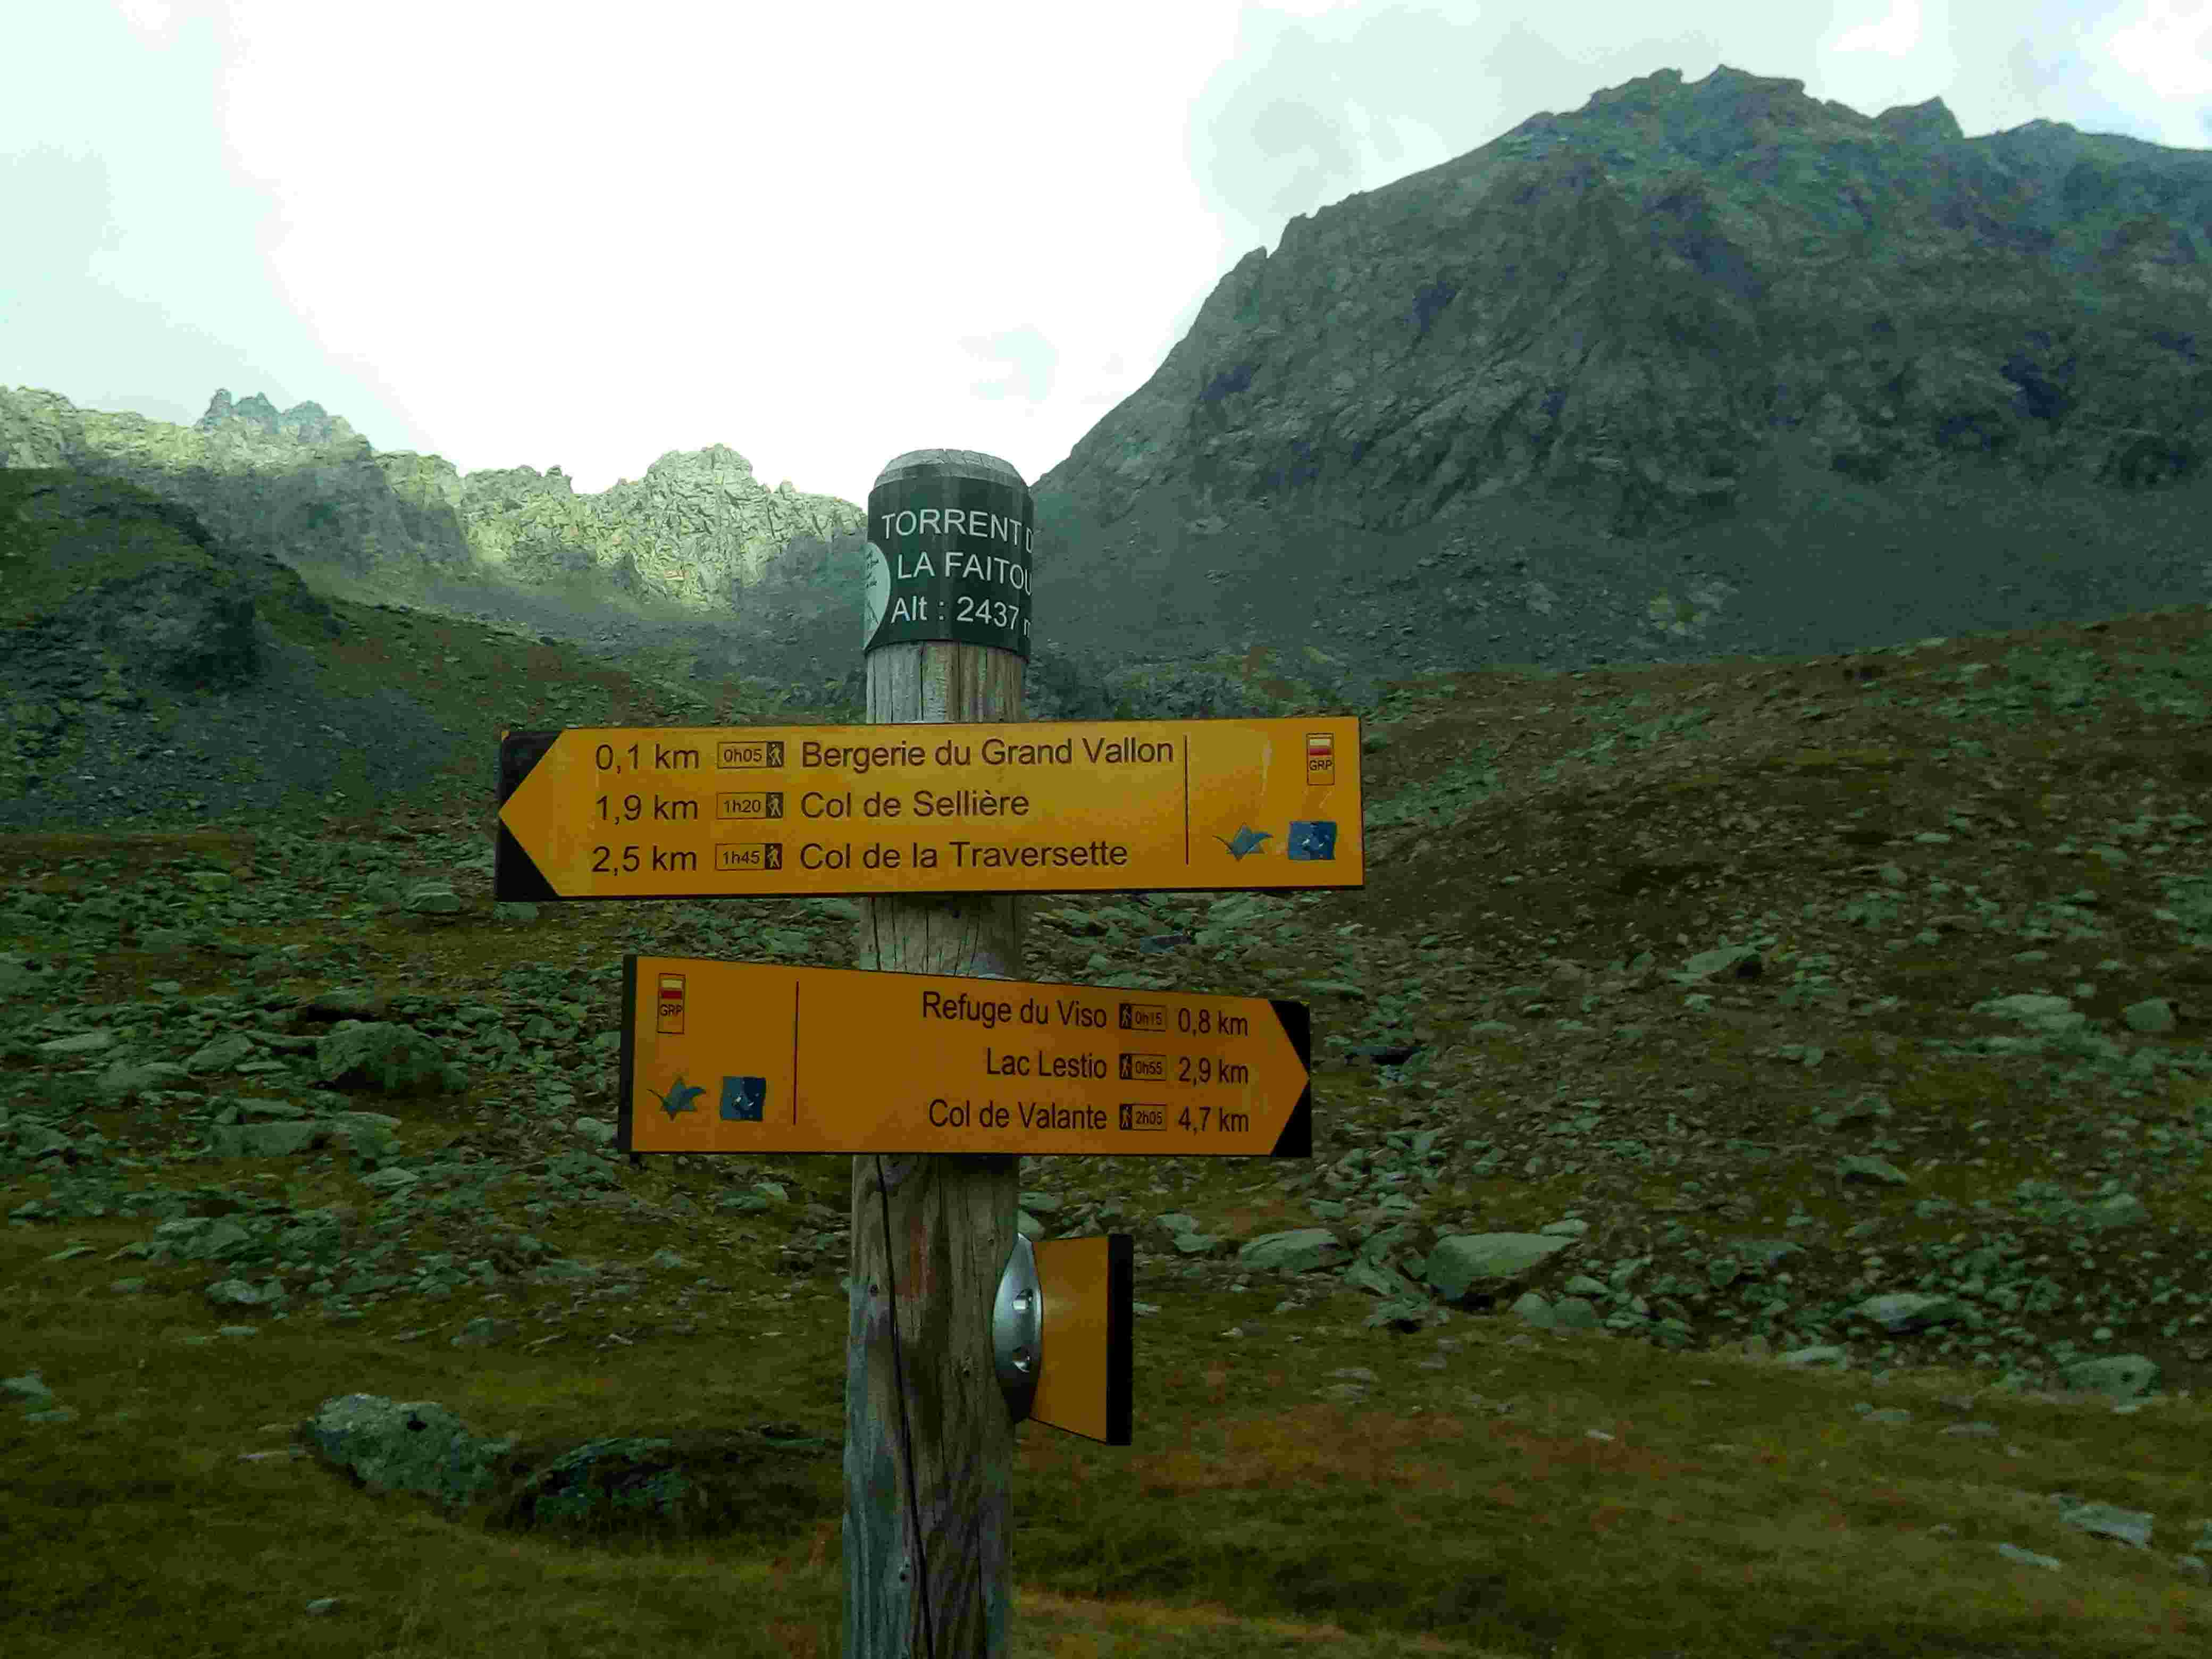 TORRENT D
LA FAITOU
Alt : 2437 m
0,1 km 0h05 Bergerie du Grand Vallon
1,9 km 1h20 Col de Sellière
2,5 km 1h45 Col de la Traversette
GRP
GRP
Refuge du Viso 0h15 0,8 km
Lac Lestio 0h55 2,9 km
Col de Valante 2h05 4,7 km